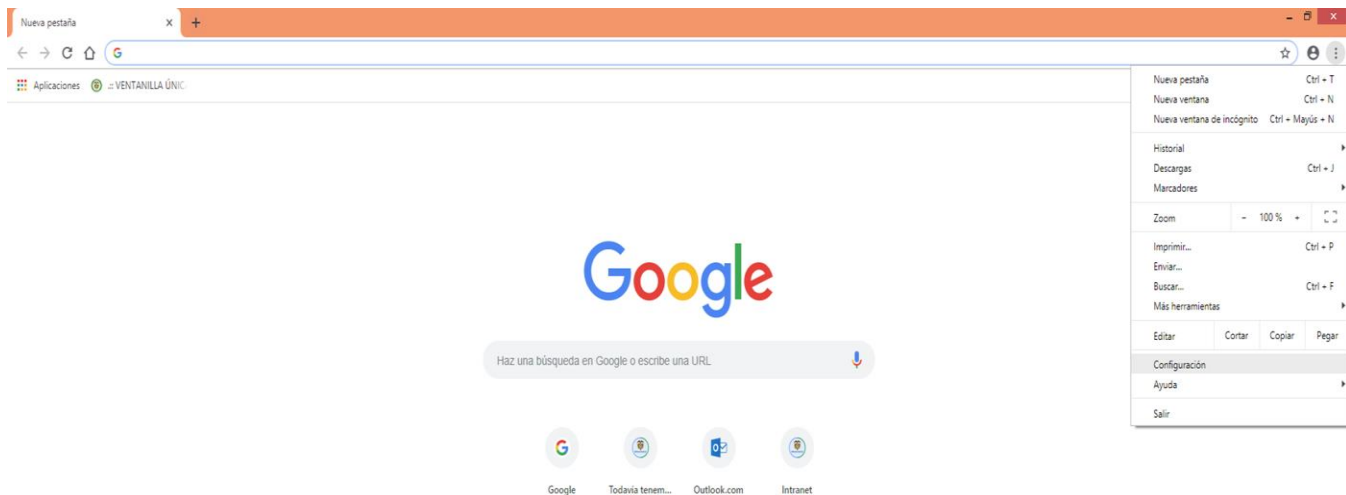 Nueva pestaña
Aplicaciones .:: VENTANILLA ÚNIC
Nueva pestaña Ctrl + T
Nueva ventana Ctrl + N
Nueva ventana de incógnito Ctrl + Mayús + N
Historial
Descargas Ctrl + J
Marcadores
Zoom - 100 % +
Imprimir... Ctrl + P
Enviar...
Buscar... Ctrl + F
Más herramientas
Editar Cortar Copiar Pegar
Configuración
Ayuda
Salir
Google
Haz una búsqueda en Google o escribe una URL
Google Todavía tenem... Outlook.com Intranet